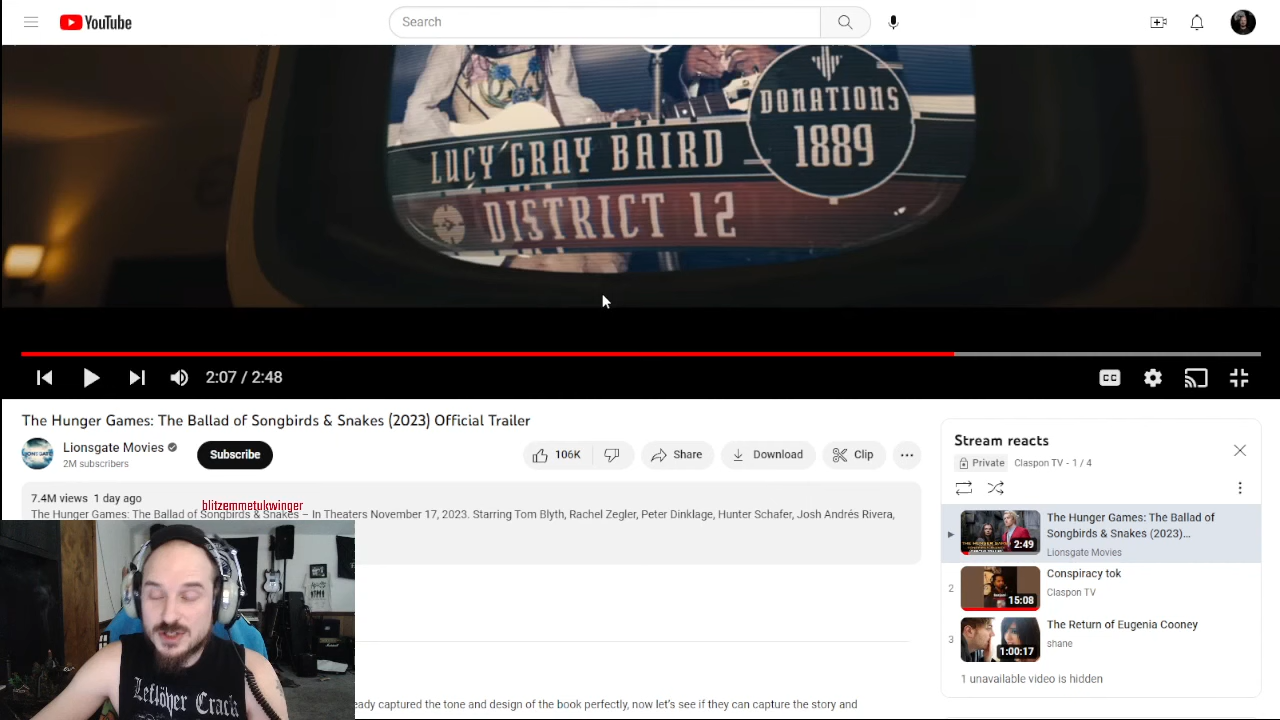 YouTube
Search
DONATIONS
1889
LUCY GRAY BAIRD
DISTRICT 12
2:07 / 2:48
CC
The Hunger Games: The Ballad of Songbirds & Snakes (2023) Official Trailer
Lionsgate Movies
2M subscribers
Subscribe
106K
Share
Download
Clip
7.4M views 1 day ago
blitzemmetukwinger
The Hunger Games: The Ballad of Songbirds & Snakes – In Theaters November 17, 2023. Starring Tom Blyth, Rachel Zegler, Peter Dinklage, Hunter Schafer, Josh Andrés Rivera,
Leftöver Crack
eady captured the tone and design of the book perfectly, now let's see if they can capture the story and
Stream reacts
Private Claspon TV - 1 / 4
2:49
The Hunger Games: The Ballad of
Songbirds & Snakes (2023)...
Lionsgate Movies
2
15:08
Conspiracy tok
Claspon TV
3
1:00:17
The Return of Eugenia Cooney
shane
1 unavailable video is hidden